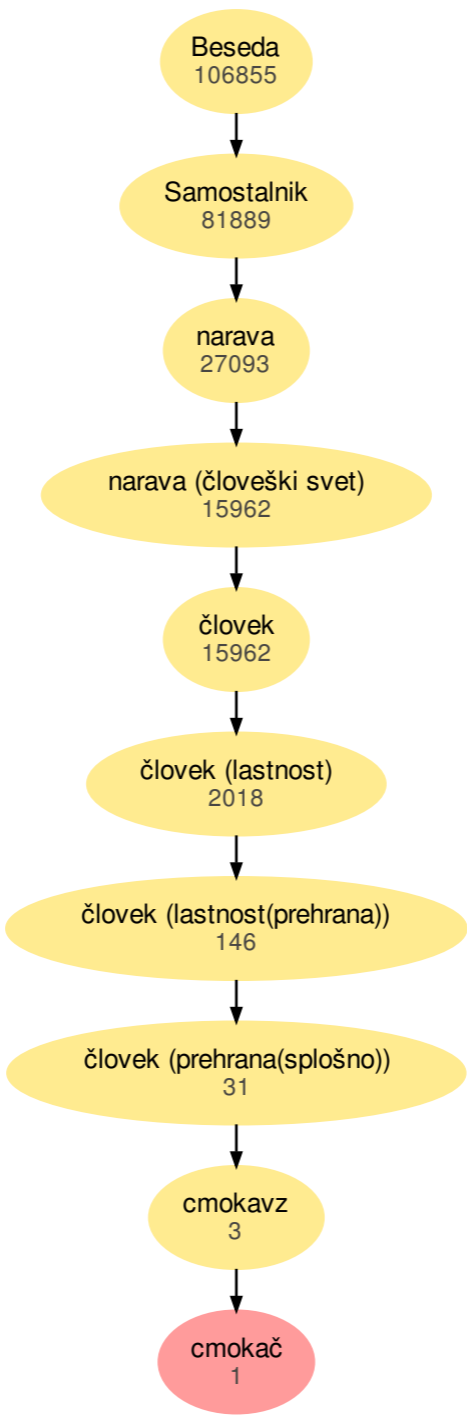 Beseda
106855
Samostalnik
81889
narava
27093
narava (človeški svet)
15962
človek
15962
človek (lastnost)
2018
človek (lastnost(prehrana))
146
človek (prehrana(splošno))
31
cmokavz
3
cmokač
1